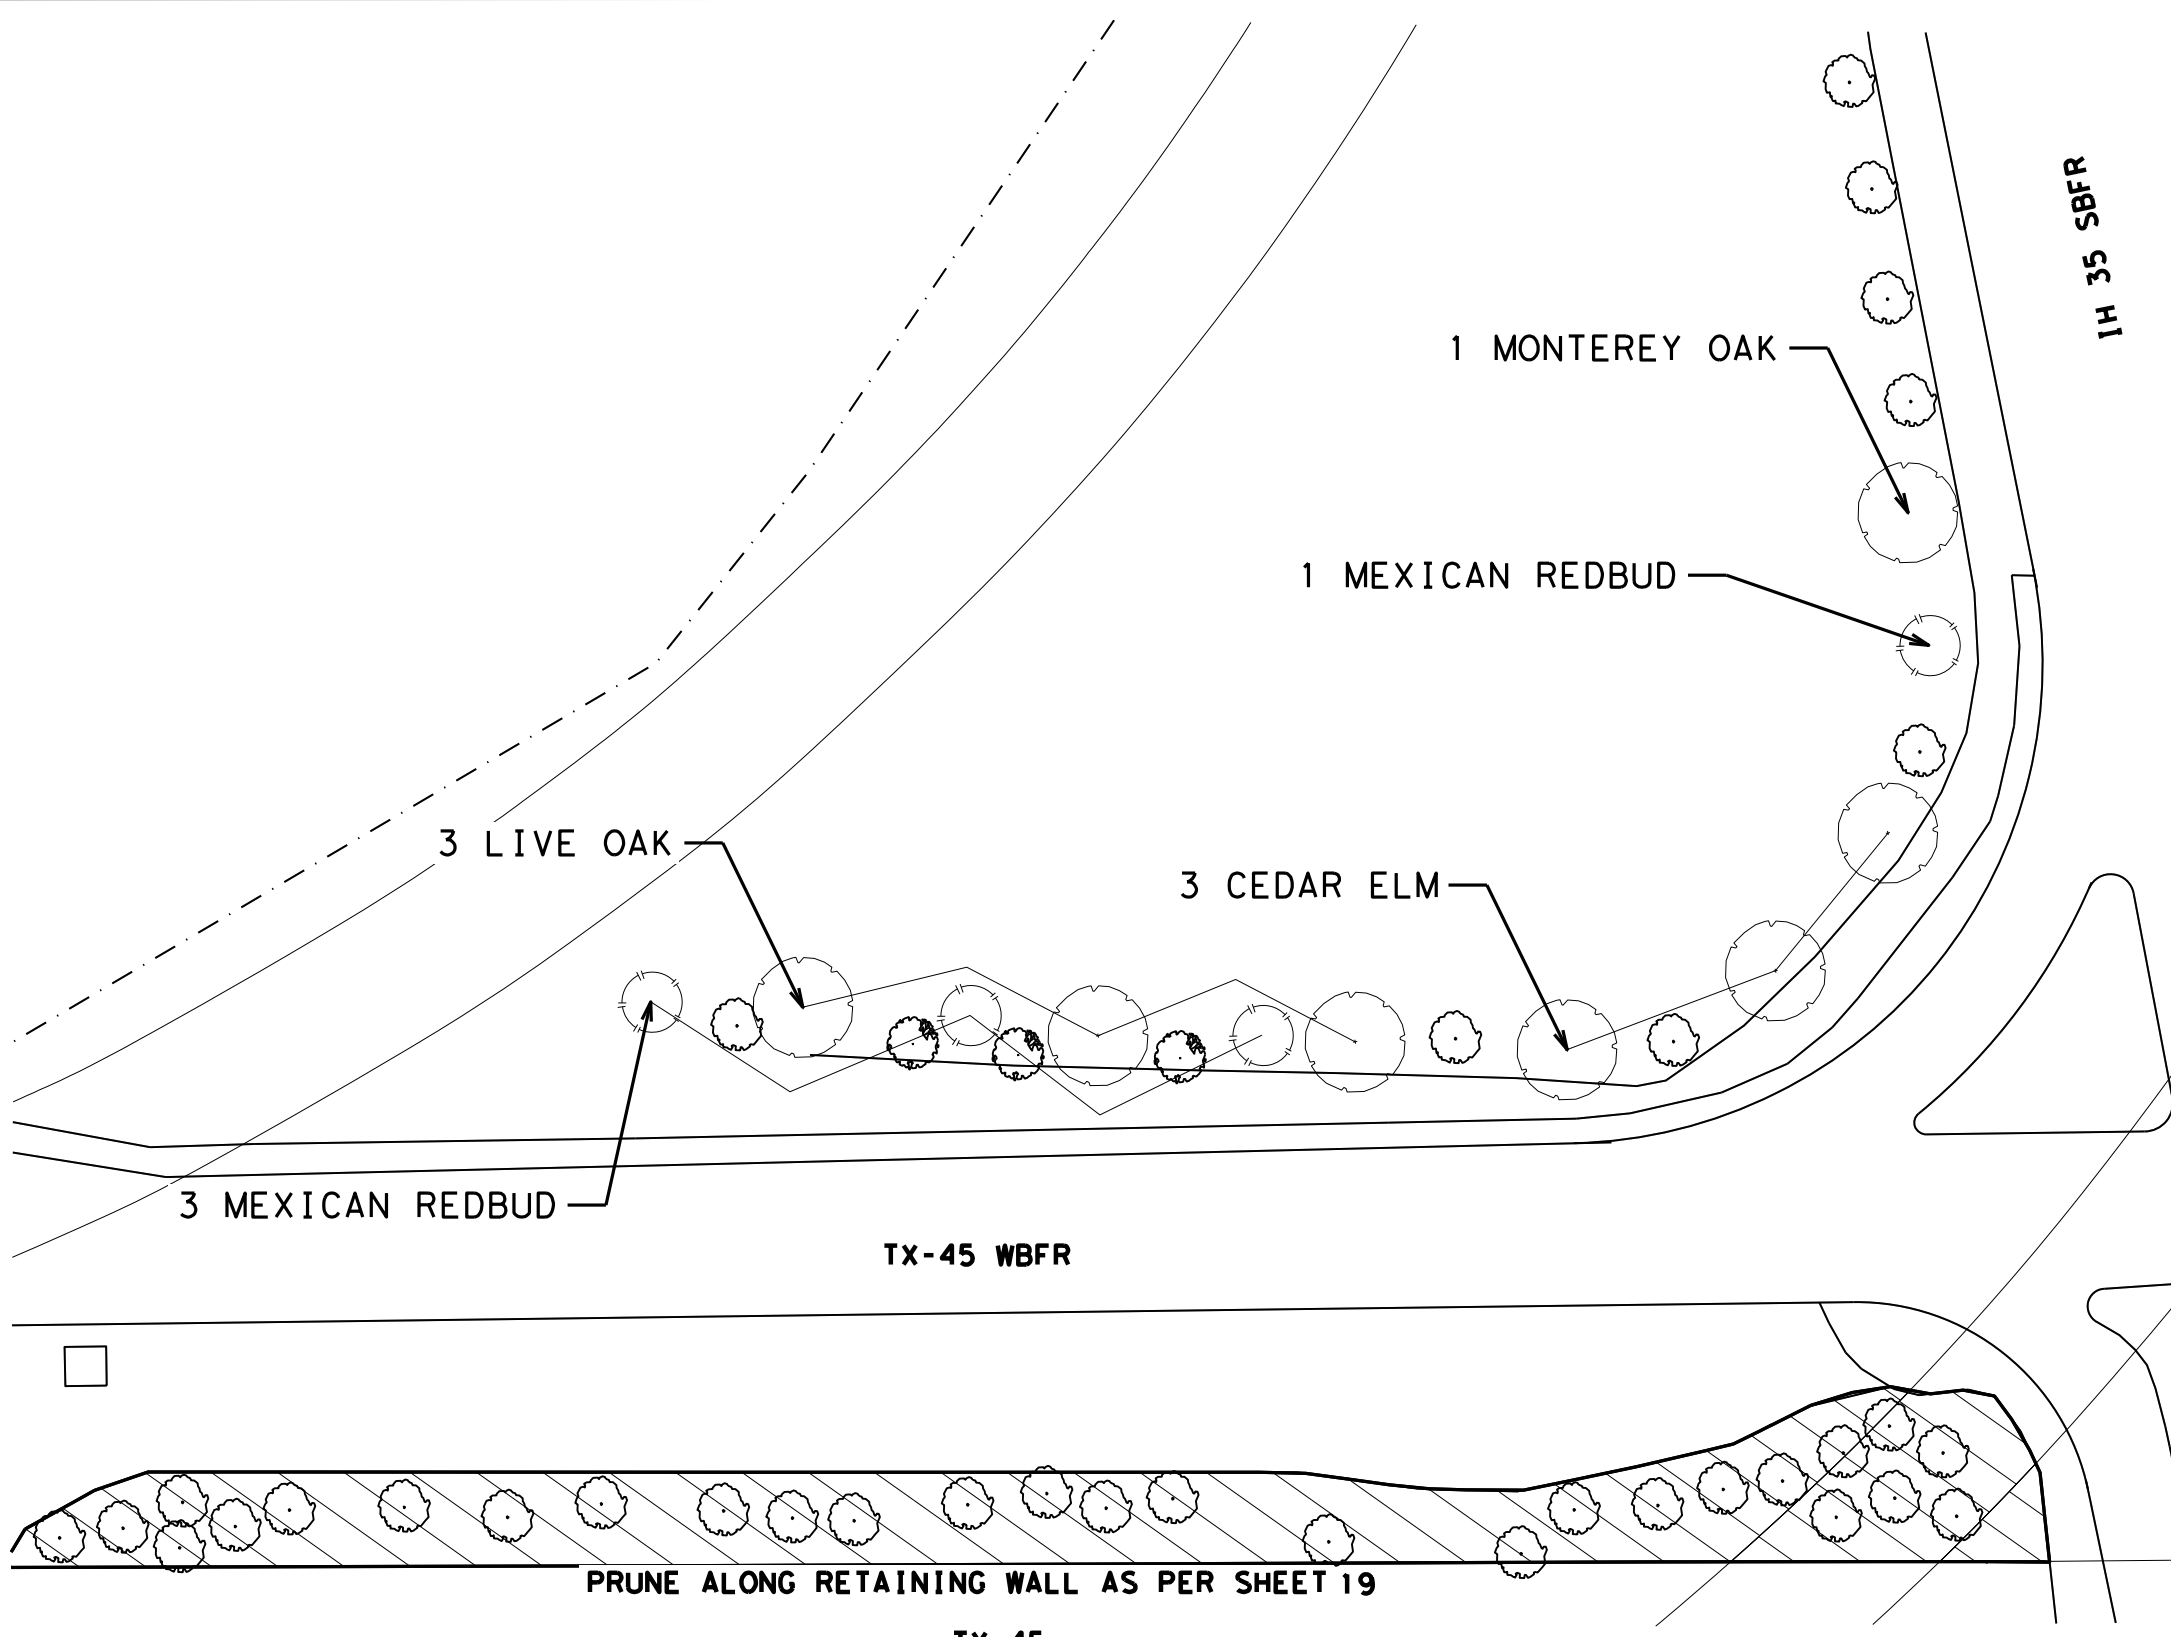 IH 35 SBFR
1 MONTEREY OAK
1 MEXICAN REDBUD
3 LIVE OAK
3 CEDAR ELM
3 MEXICAN REDBUD
TX-45 WBFR
PRUNE ALONG RETAINING WALL AS PER SHEET 19